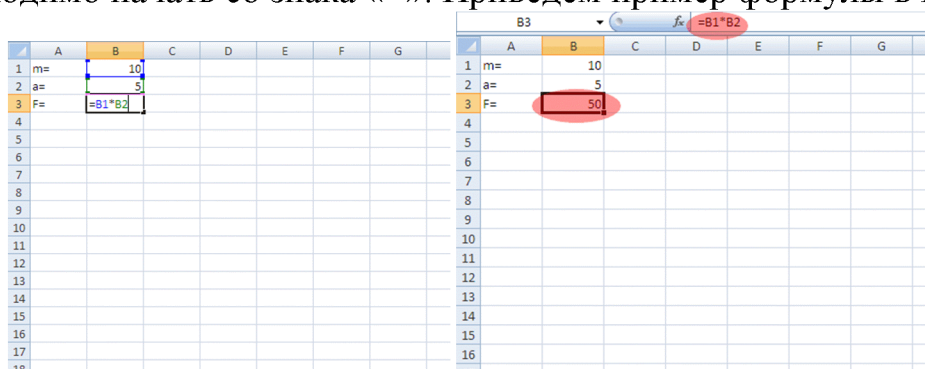 ходимо начать со знака « ». Приведем пример формулы в
B3 fx =B1*B2
A B C D E F G
1 m= 10
2 a= 5
3 F= =B1*B2
4
5
6
7
8
9
10
11
12
13
14
15
16
17
18
A B C D E F G
1 m= 10
2 a= 5
3 F= 50
4
5
6
7
8
9
10
11
12
13
14
15
16